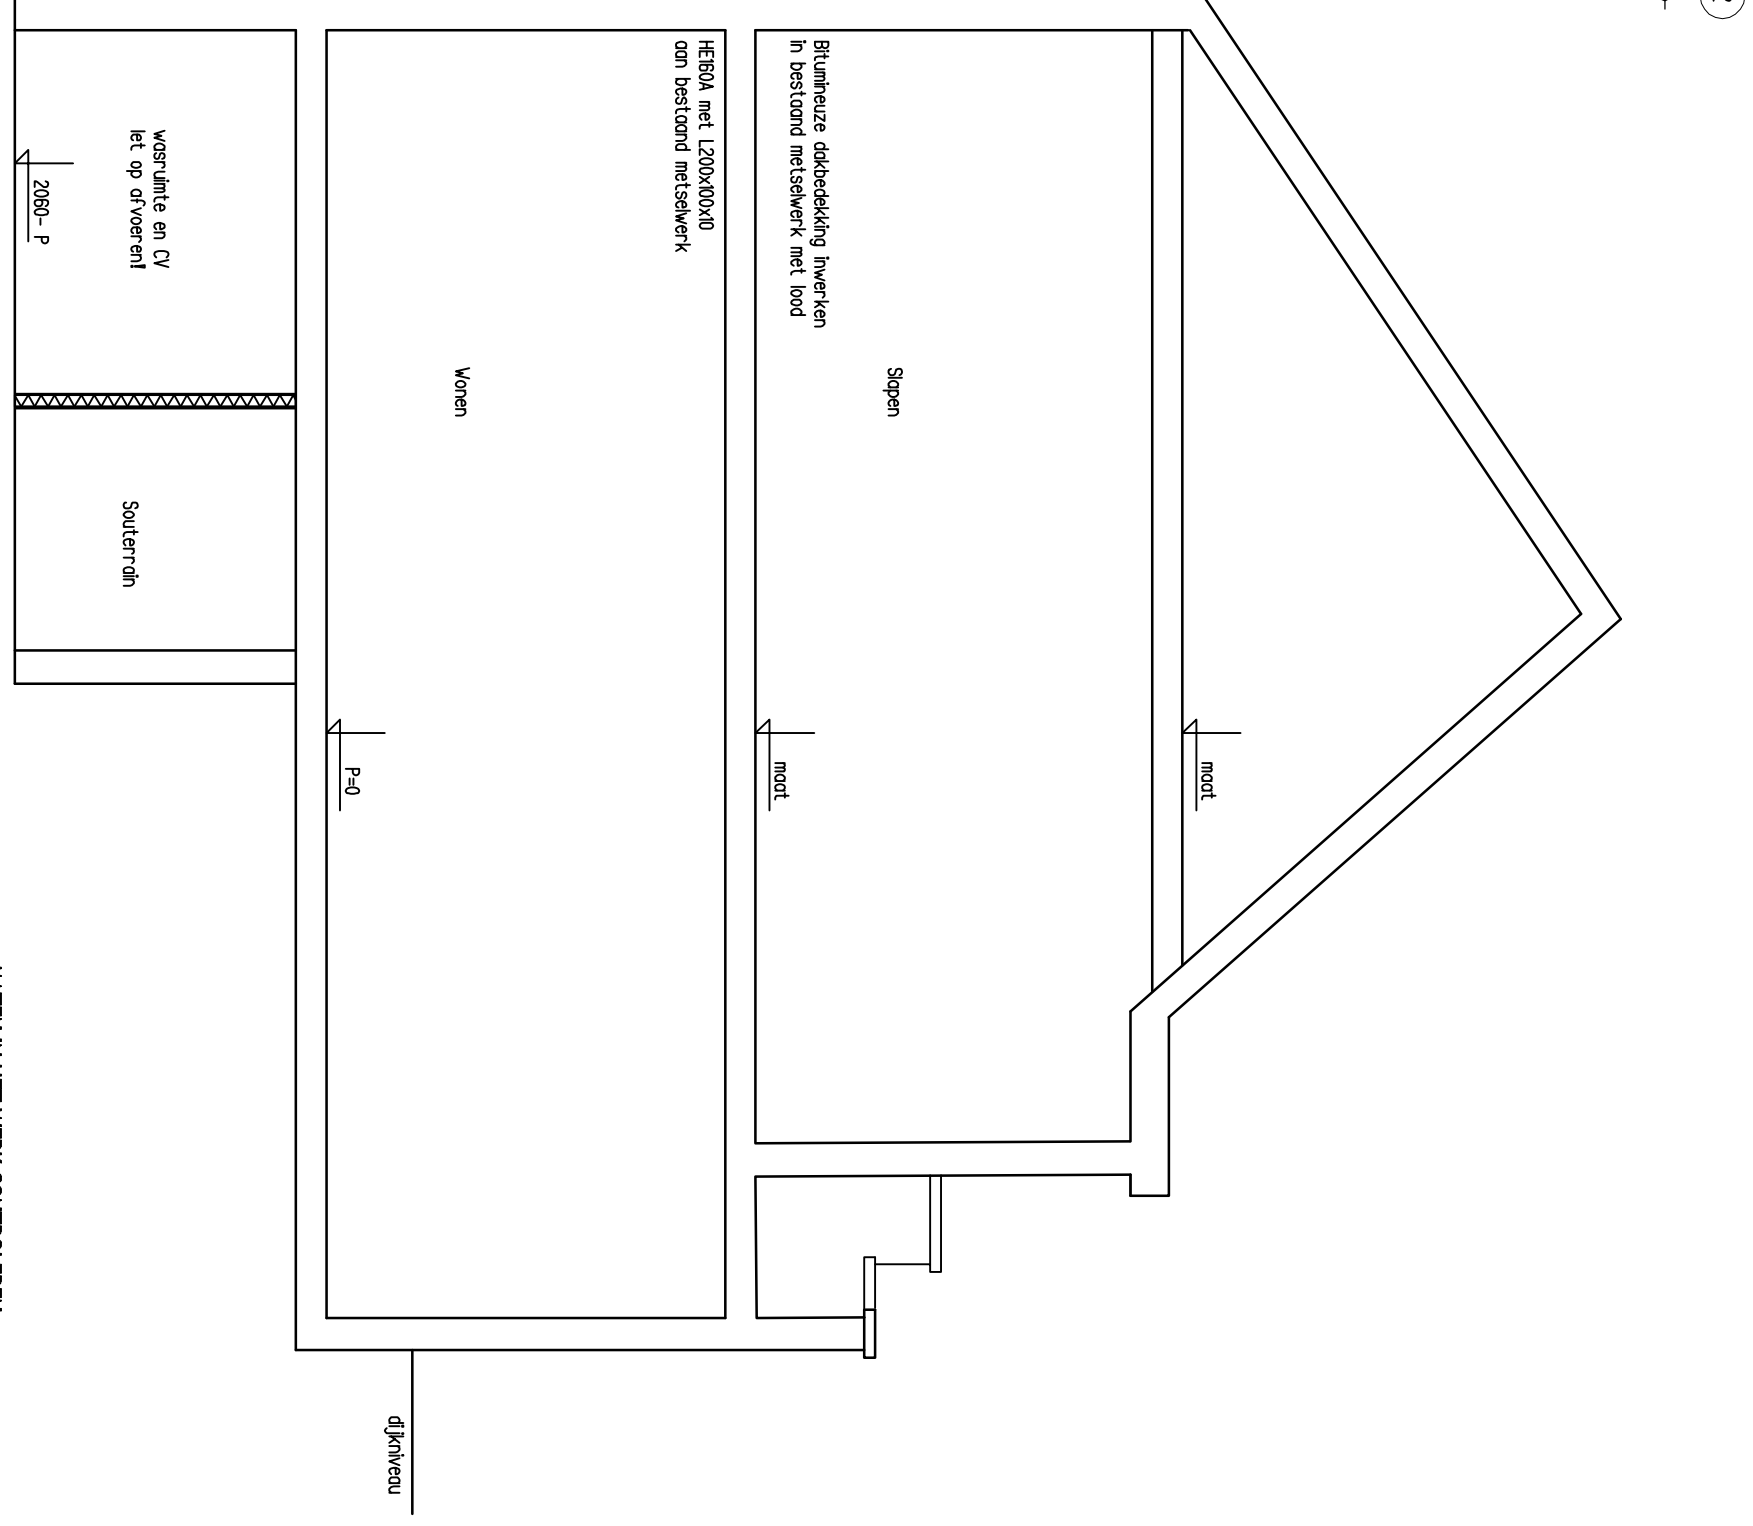 maat
Slapen
Bitumineuze dakbedekking inwerken
in bestaand metselwerk met lood
maat
HE160A met L200x100x10
aan bestaand metselwerk
Wonen
dijkniveau
P=0
wasruimte en CV
let op afvoeren!
Souterrain
2060- P